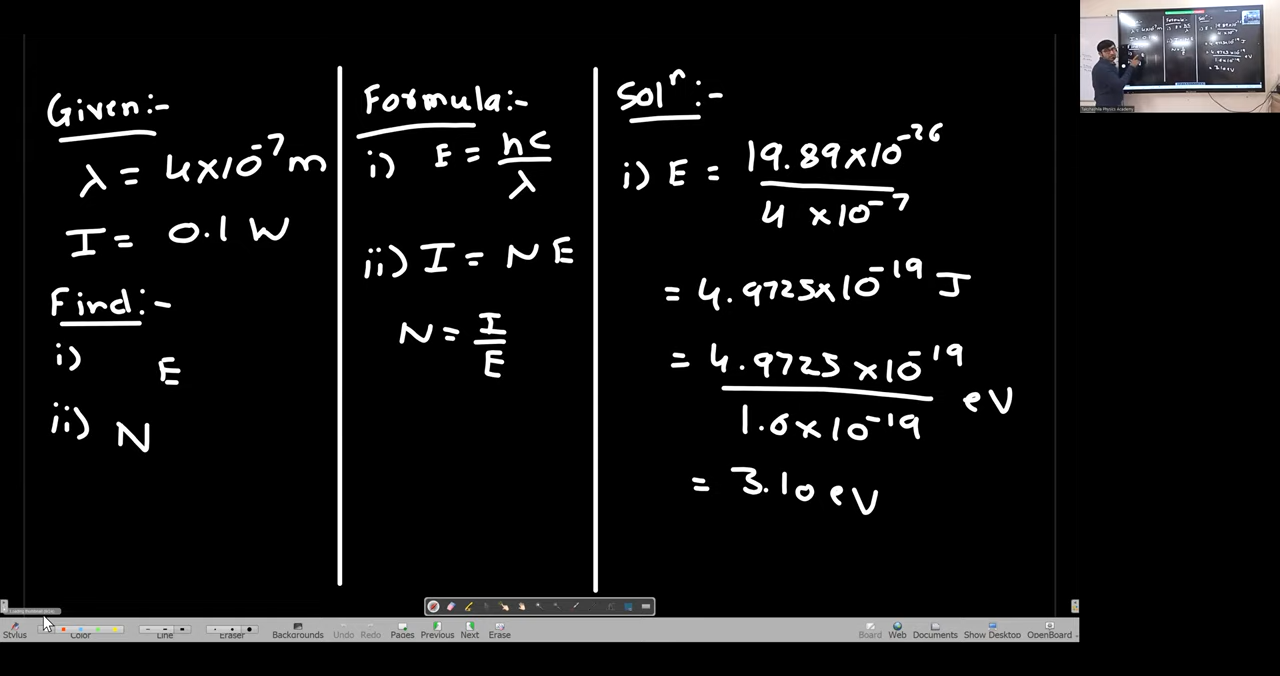 Given:-
λ = 4×10⁻⁷ m
I = 0.1 W
Find:-
i) E
ii) N
Formula:-
i) E = hc/λ
ii) I = N E
N = I/E
Solⁿ:-
i) E = 19.89×10⁻²⁶ / 4 ×10⁻⁷
= 4.9725×10⁻¹⁹ J
= 4.9725 ×10⁻¹⁹ / 1.6×10⁻¹⁹ eV
= 3.10 eV
Stylus
Color
Line
Eraser
Backgrounds
Undo
Redo
Pages
Previous
Next
Erase
Board
Web
Documents
Show Desktop
OpenBoard